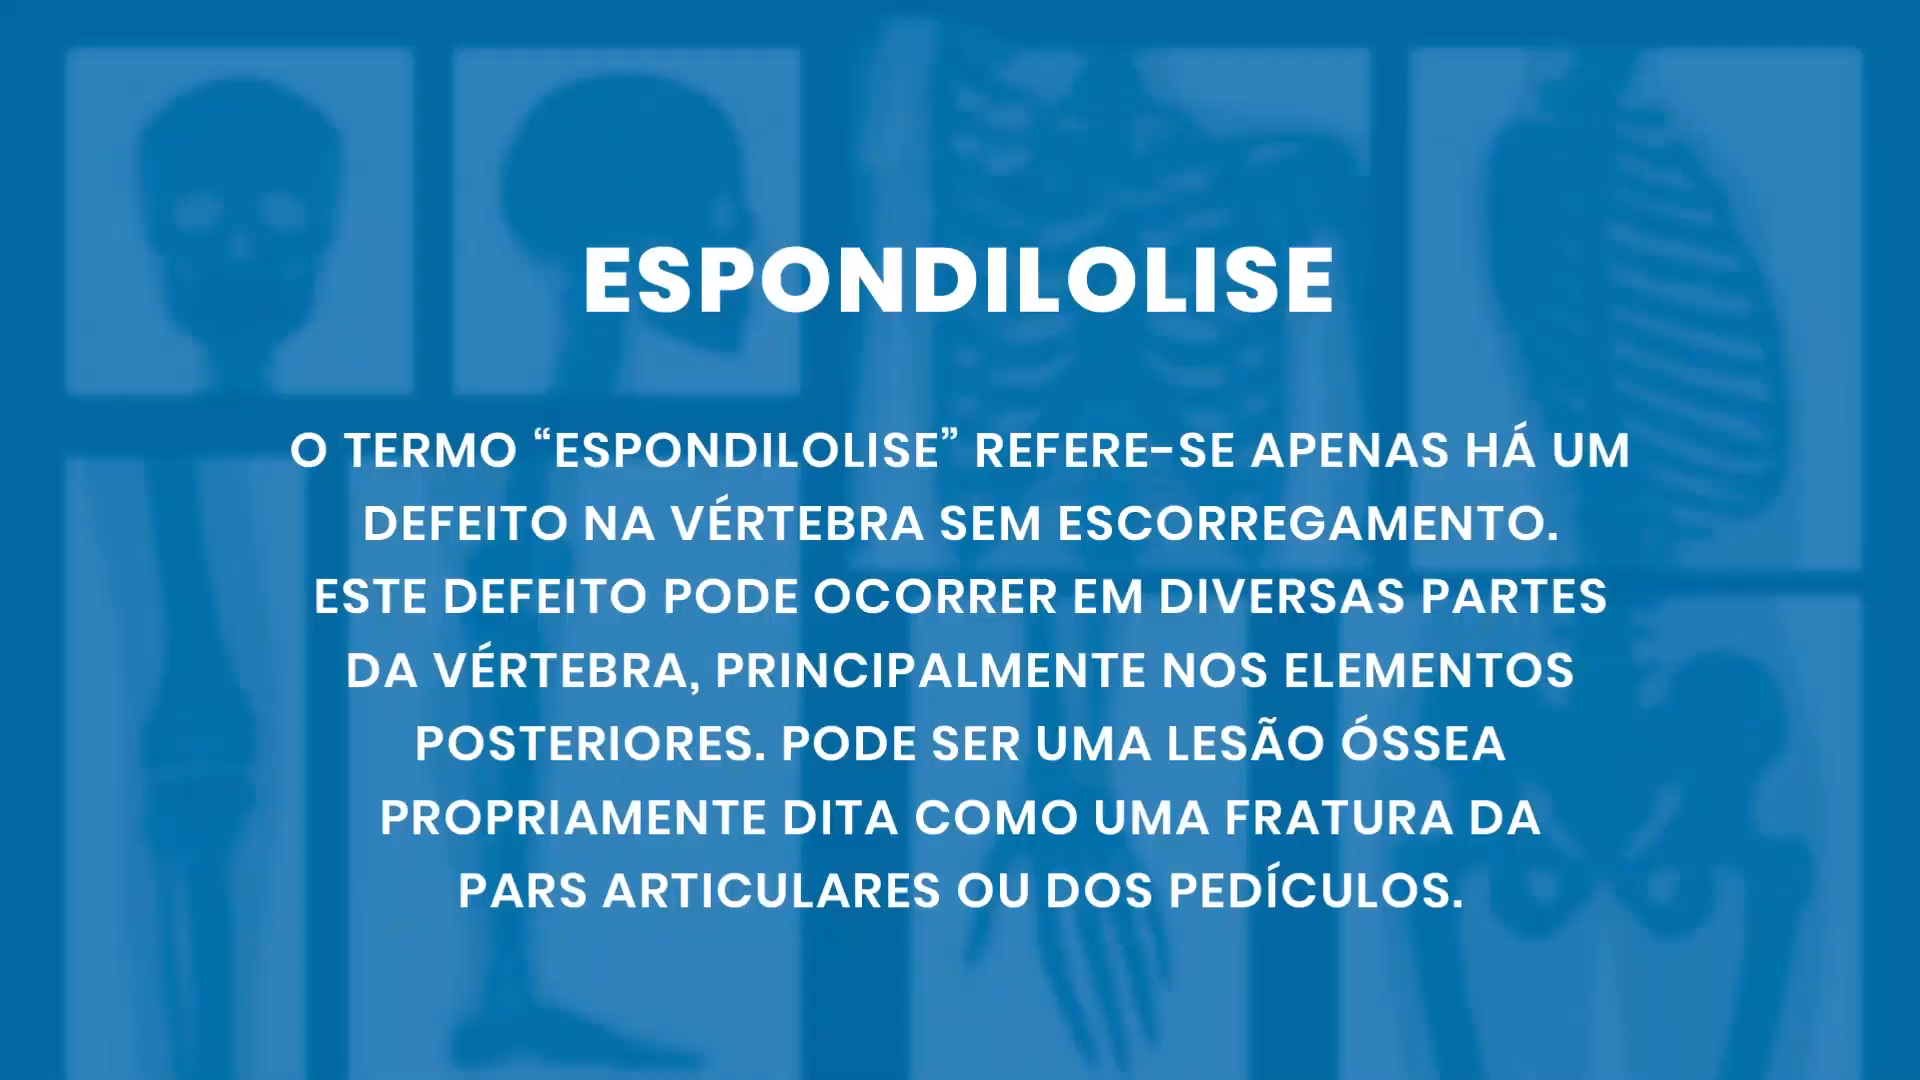 ESPONDILOLISE
O TERMO “ESPONDILOLISE” REFERE-SE APENAS HÁ UM
DEFEITO NA VÉRTEBRA SEM ESCORREGAMENTO.
ESTE DEFEITO PODE OCORRER EM DIVERSAS PARTES
DA VÉRTEBRA, PRINCIPALMENTE NOS ELEMENTOS
POSTERIORES. PODE SER UMA LESÃO ÓSSEA
PROPRIAMENTE DITA COMO UMA FRATURA DA
PARS ARTICULARES OU DOS PEDÍCULOS.